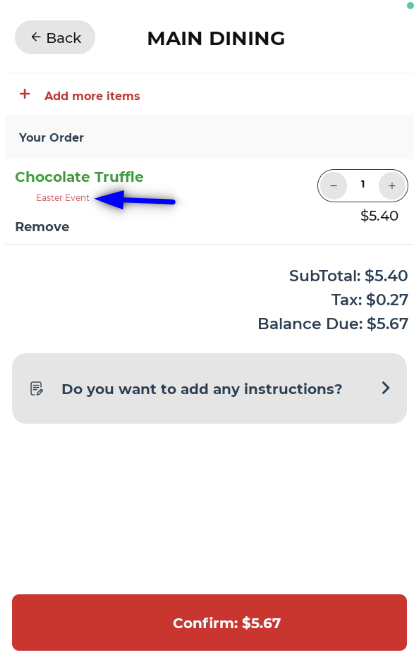 Back
MAIN DINING
+ Add more items
Your Order
Chocolate Truffle
- 1 +
Easter Event
$5.40
Remove
SubTotal: $5.40
Tax: $0.27
Balance Due: $5.67
Do you want to add any instructions?
Confirm: $5.67